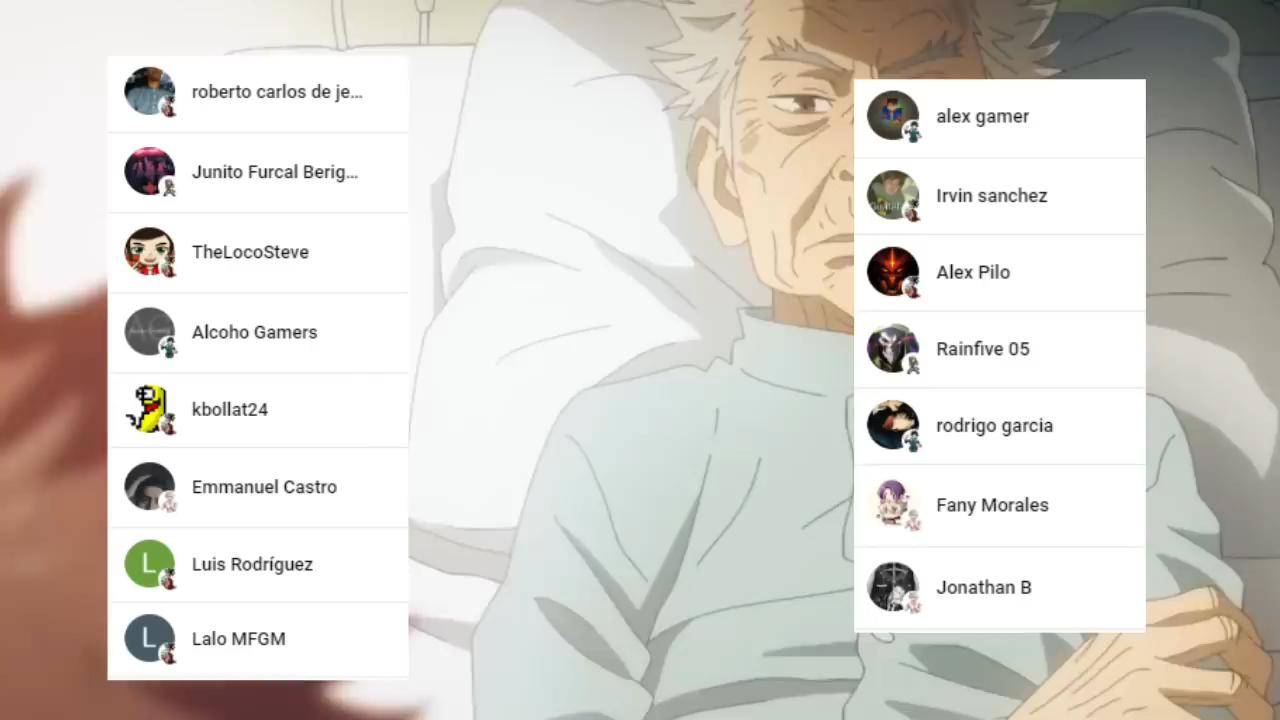 roberto carlos de je...
Junito Furcal Berig...
TheLocoSteve
Alcoho Gamers
kbollat24
Emmanuel Castro
L
Luis Rodríguez
L
Lalo MFGM
alex gamer
Irvin sanchez
Alex Pilo
Rainfive 05
rodrigo garcia
Fany Morales
Jonathan B